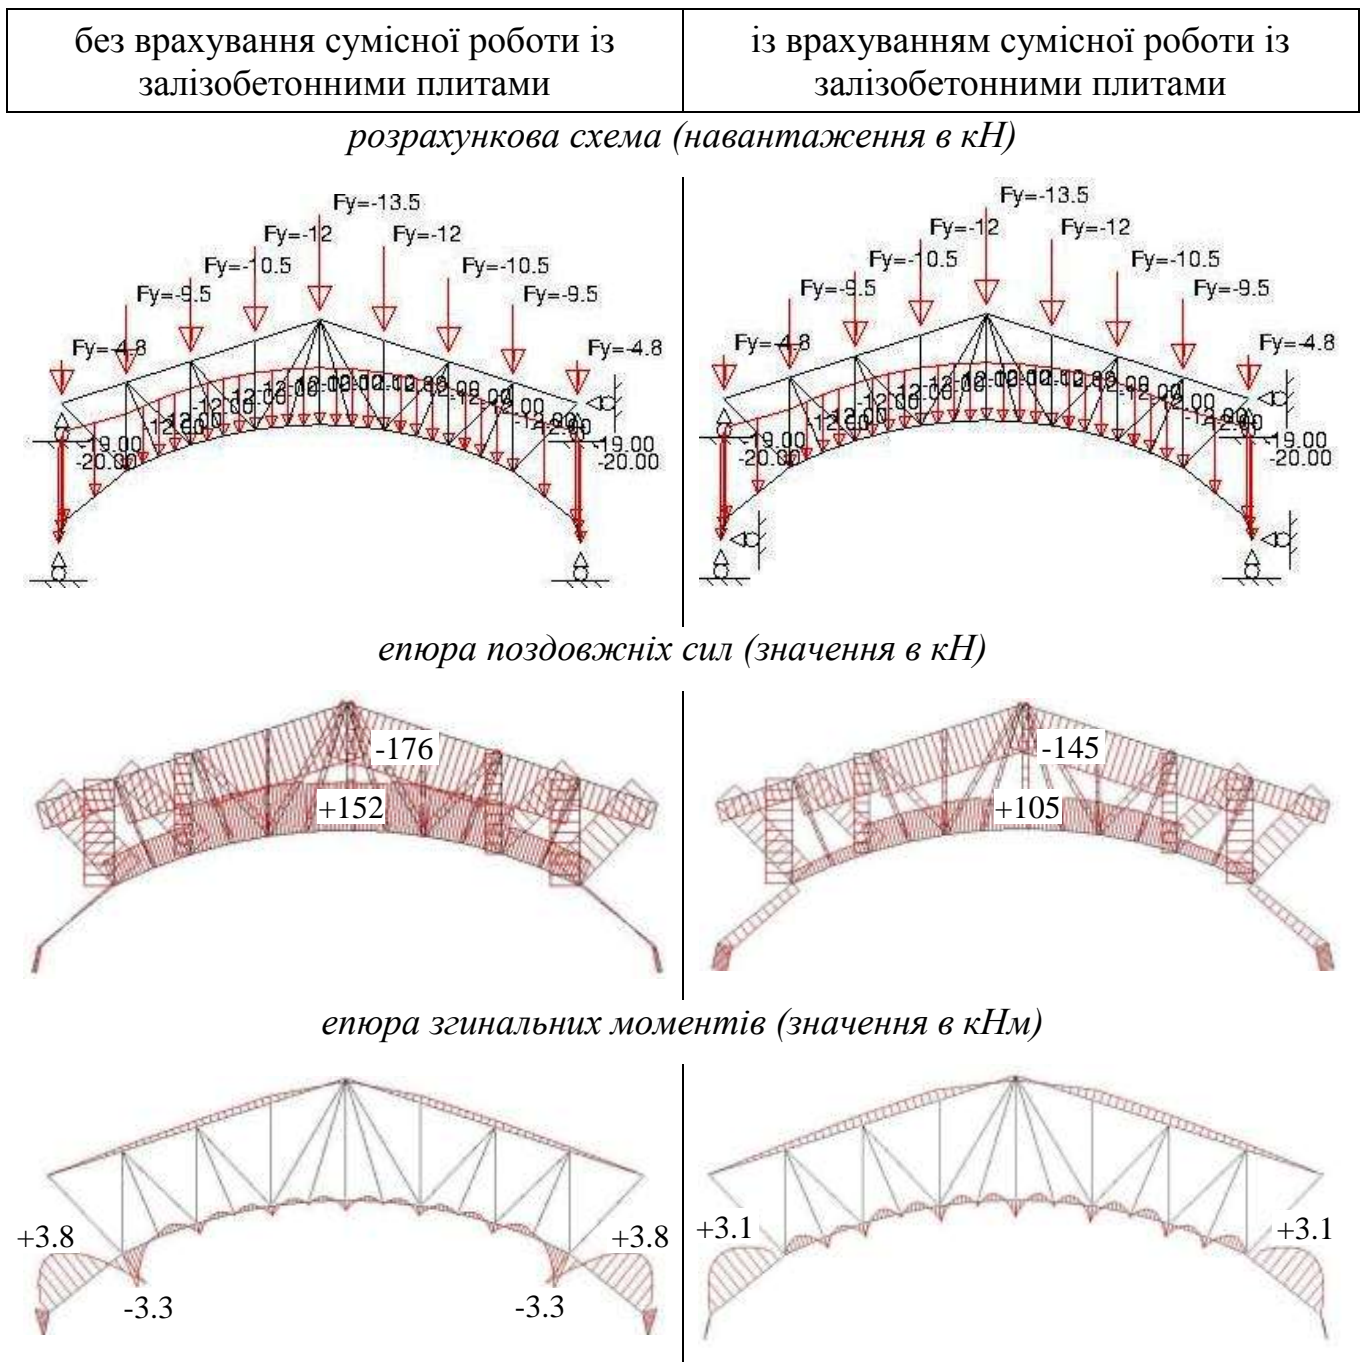 без врахування сумісної роботи із
залізобетонними плитами
із врахуванням сумісної роботи із
залізобетонними плитами
розрахункова схема (навантаження в кН)
Fy=-13.5
Fy=-12
Fy=-12
Fy=-10.5
Fy=-10.5
Fy=-9.5
Fy=-9.5
Fy=-4.8
Fy=-4.8
-19.00
-20.00
-19.00
-20.00
Fy=-13.5
Fy=-12
Fy=-12
Fy=-10.5
Fy=-10.5
Fy=-9.5
Fy=-9.5
Fy=-4.8
Fy=-4.8
-19.00
-20.00
-19.00
-20.00
епюра поздовжніх сил (значення в кН)
-176
+152
-145
+105
епюра згинальних моментів (значення в кНм)
+3.8
+3.8
-3.3
-3.3
+3.1
+3.1